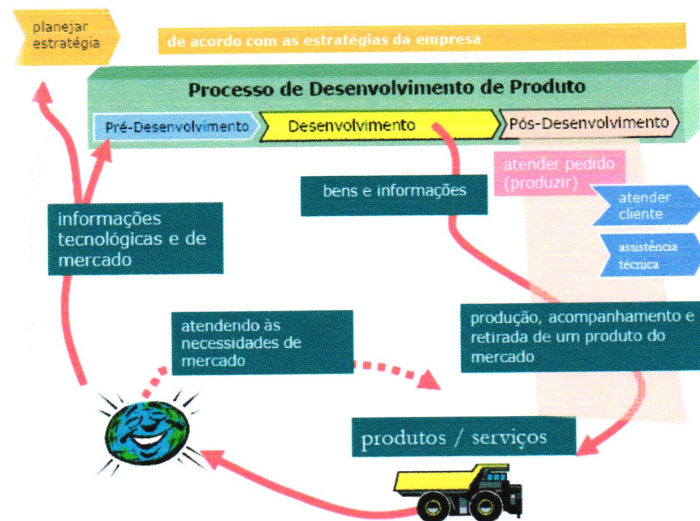 planejar
estratégia
de acordo com as estratégias da empresa
Processo de Desenvolvimento de Produto
Pré-Desenvolvimento
Desenvolvimento
Pós-Desenvolvimento
atender pedido
(produzir)
bens e informações
atender
cliente
informações
tecnológicas e de
mercado
assistência
técnica
atendendo às
necessidades de
mercado
produção, acompanhamento e
retirada de um produto do
mercado
produtos / serviços